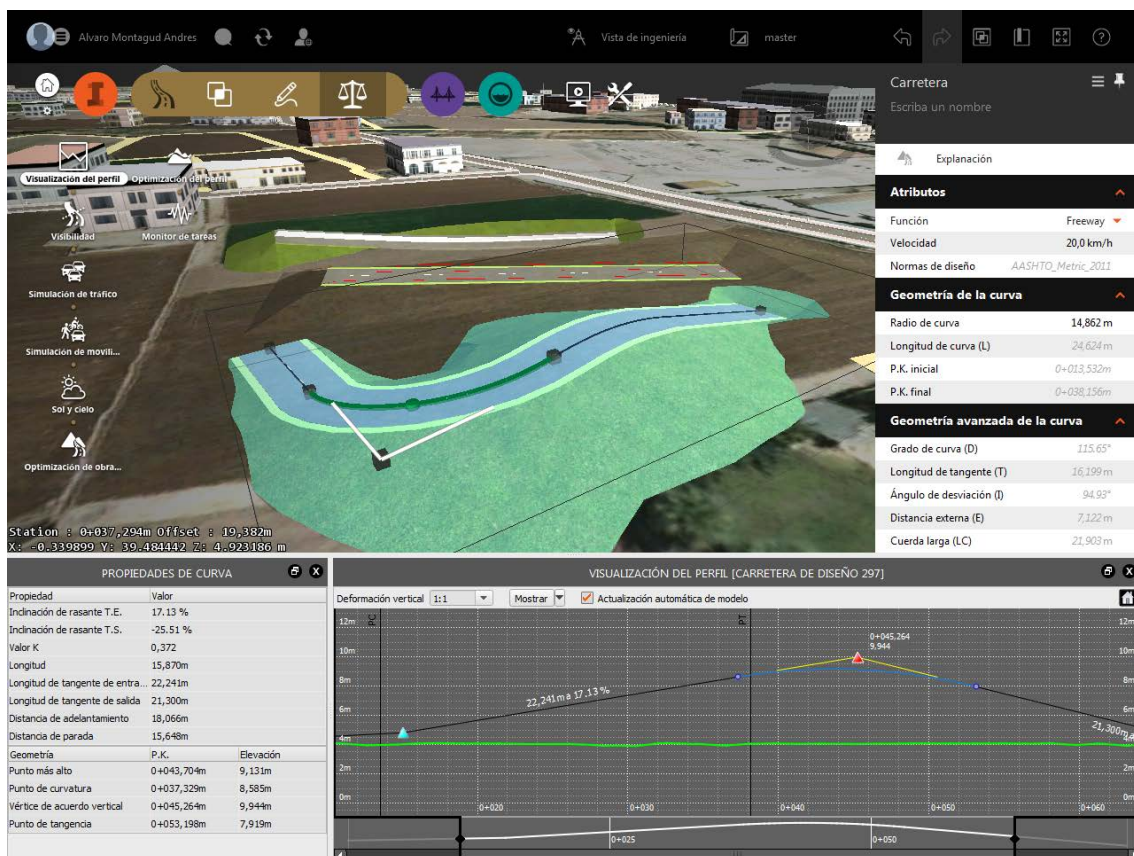 Alvaro Montagud Andres
Vista de ingeniería
master
?
Visualización del perfil
Optimización del perfil
Visibilidad
Monitor de tareas
Simulación de tráfico
Simulación de movili...
Sol y cielo
Optimización de obra...
Station : 0+037,294m Offset : 19,382m
X: -0.339899 Y: 39.484442 Z: 4.923186 m
Carretera
Escriba un nombre
Explanación
Atributos
Función Freeway
Velocidad 20,0 km/h
Normas de diseño AASHTO_Metric_2011
Geometría de la curva
Radio de curva 14,862 m
Longitud de curva (L) 24,624 m
P.K. inicial 0+013,532m
P.K. final 0+038,156m
Geometría avanzada de la curva
Grado de curva (D) 115.65°
Longitud de tangente (T) 16,199 m
Ángulo de desviación (I) 94.93°
Distancia externa (E) 7,122 m
Cuerda larga (LC) 21,903 m
PROPIEDADES DE CURVA
Propiedad Valor
Inclinación de rasante T.E. 17.13 %
Inclinación de rasante T.S. -25.51 %
Valor K 0,372
Longitud 15,870m
Longitud de tangente de entra... 22,241m
Longitud de tangente de salida 21,300m
Distancia de adelantamiento 18,066m
Distancia de parada 15,648m
Geometría P.K. Elevación
Punto más alto 0+043,704m 9,131m
Punto de curvatura 0+037,329m 8,585m
Vértice de acuerdo vertical 0+045,264m 9,944m
Punto de tangencia 0+053,198m 7,919m
VISUALIZACIÓN DEL PERFIL [CARRETERA DE DISEÑO 297]
Deformación vertical 1:1 Mostrar Actualización automática de modelo
12m PC PT 12m
0+045,264
9.944
10m 10m
8m 8m
22,241m a 17.13 %
6m 6m
21,300m a
4m
2m 2m
0m 0m
0+020 0+030 0+040 0+050 0+060
0+025 0+050